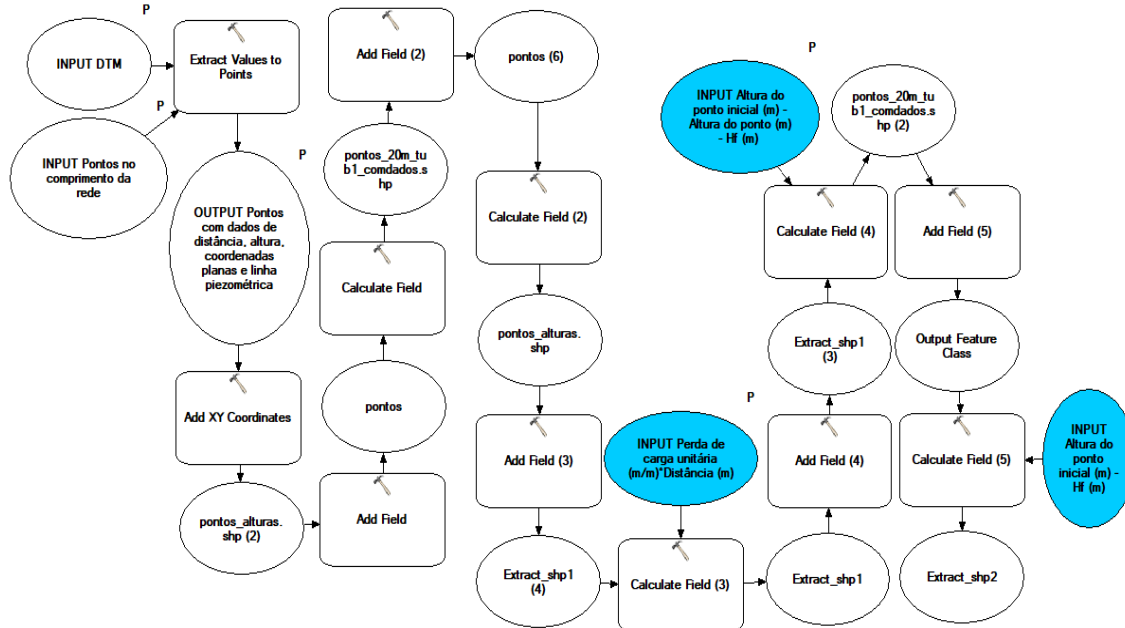 P
INPUT DTM
Extract Values to
Points
P
INPUT Pontos no
comprimento da
rede
P
OUTPUT Pontos
com dados de
distância, altura,
coordenadas
planas e linha
piezométrica
Add XY Coordinates
pontos_alturas.
shp (2)
Add Field
pontos
Calculate Field
pontos_20m_tu
b1_comdados.s
hp
Add Field (2)
pontos (6)
Calculate Field (2)
pontos_alturas.
shp
Add Field (3)
Extract_shp1
(4)
INPUT Perda de
carga unitária
(m/m)*Distância (m)
P
Calculate Field (3)
Extract_shp1
Add Field (4)
Extract_shp1
(3)
P
INPUT Altura do
ponto inicial (m) -
Altura do ponto (m)
- Hf (m)
Calculate Field (4)
pontos_20m_tu
b1_comdados.s
hp (2)
Add Field (5)
Output Feature
Class
P
INPUT
Altura do
ponto
inicial (m) -
Hf (m)
Calculate Field (5)
Extract_shp2